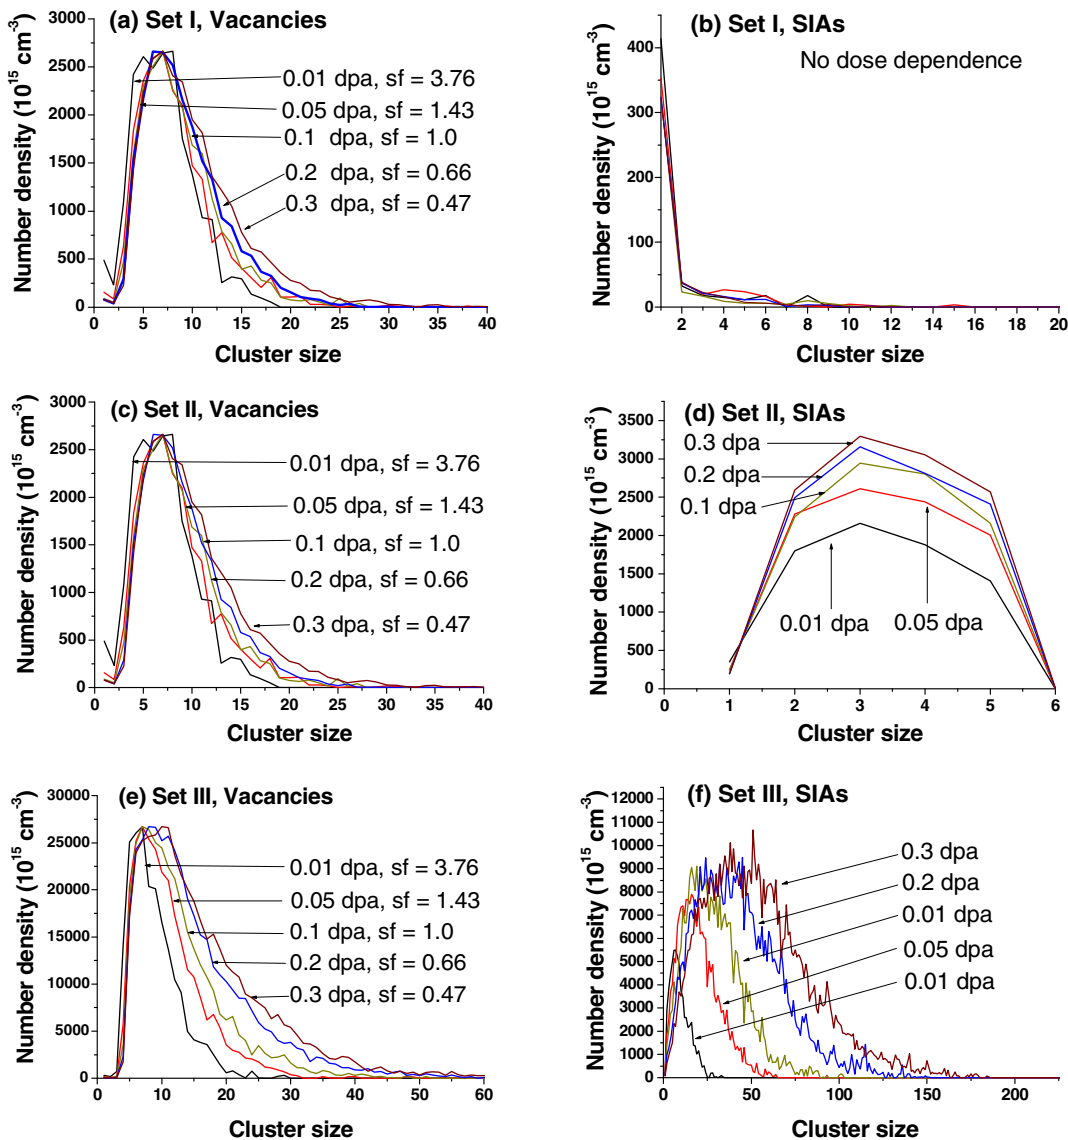 (a) Set I, Vacancies
Number density (10^15 cm^-3)
3000
2500
2000
1500
1000
500
0
0.01 dpa, sf = 3.76
0.05 dpa, sf = 1.43
0.1 dpa, sf = 1.0
0.2 dpa, sf = 0.66
0.3 dpa, sf = 0.47
0 5 10 15 20 25 30 35 40
Cluster size
(b) Set I, SIAs
No dose dependence
Number density (10^15 cm^-3)
400
300
200
100
0
2 4 6 8 10 12 14 16 18 20
Cluster size
(c) Set II, Vacancies
Number density (10^15 cm^-3)
3000
2500
2000
1500
1000
500
0
0.01 dpa, sf = 3.76
0.05 dpa, sf = 1.43
0.1 dpa, sf = 1.0
0.2 dpa, sf = 0.66
0.3 dpa, sf = 0.47
0 5 10 15 20 25 30 35 40
Cluster size
(d) Set II, SIAs
Number density (10^15 cm^-3)
3500
3000
2500
2000
1500
1000
500
0
0.3 dpa
0.2 dpa
0.1 dpa
0.01 dpa
0.05 dpa
0 1 2 3 4 5 6
Cluster size
(e) Set III, Vacancies
Number density (10^15 cm^-3)
30000
25000
20000
15000
10000
5000
0
0.01 dpa, sf = 3.76
0.05 dpa, sf = 1.43
0.1 dpa, sf = 1.0
0.2 dpa, sf = 0.66
0.3 dpa, sf = 0.47
0 10 20 30 40 50 60
Cluster size
(f) Set III, SIAs
Number density (10^15 cm^-3)
12000
11000
10000
9000
8000
7000
6000
5000
4000
3000
2000
1000
0
0.3 dpa
0.2 dpa
0.01 dpa
0.05 dpa
0.01 dpa
0 50 100 150 200
Cluster size